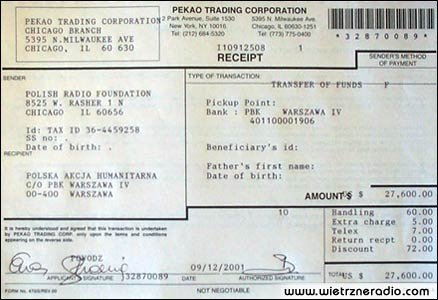 PEKAO TRADING CORPORATION
CHICAGO BRANCH
5395 N.MILWAUKEE AVE
CHICAGO, IL 60 630
PEKAO TRADING CORPORATION
2 Park Avenue, Suite 1530
New York, NY 10016
Tel: (212) 684-5320
5395 N. Milwaukee Ave.
Chicago, IL 60630-1251
Tel: (773) 775-0400
I10912508 1
RECEIPT
*32870089*
SENDER'S METHOD
OF PAYMENT
SENDER
POLISH RADIO FOUNDATION
8525 W. RASHER 1 N
CHICAGO IL 60656
Id: TAX ID 36-4459258
SS no.
Date of birth:
RECIPIENT
POLSKA AKCJA HUMANITARNA
C/O PBK WARSZAWA IV
00-400 WARSZAWA
TYPE OF TRANSACTION:
TRANSFER OF FUNDS F
Pickup Point:
Bank : PBK WARSZAWA IV
401100001906
Beneficiary's id:
Father's first name:
Date of birth:
AMOUNT $ US $ 27,600.00
10
Handling 60.00
Extra charge 5.00
Telex 7.00
Return recpt 0.00
Discount 72.00
It is hereby understood and agreed that this transaction is undertaken
by PEKAO TRADING CORP. only upon the terms and conditions
appearing on the reverse side.
POWODZ
APPLICANT'S SIGNATURE
32870089
09/12/2001
AUTHORIZED SIGNATURE
TOTAL US $ 27,600.00
NOT NEGOTIABLE
www.wietrzneradio.com